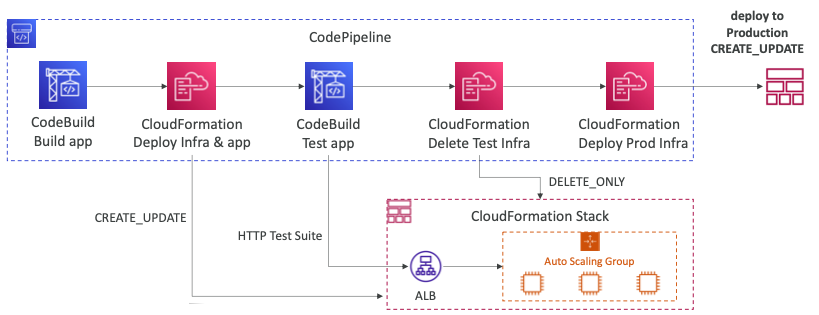 deploy to
Production
CREATE_UPDATE
CodePipeline
CodeBuild
Build app
CloudFormation
Deploy Infra & app
CodeBuild
Test app
CloudFormation
Delete Test Infra
CloudFormation
Deploy Prod Infra
DELETE_ONLY
CREATE_UPDATE
HTTP Test Suite
CloudFormation Stack
Auto Scaling Group
ALB